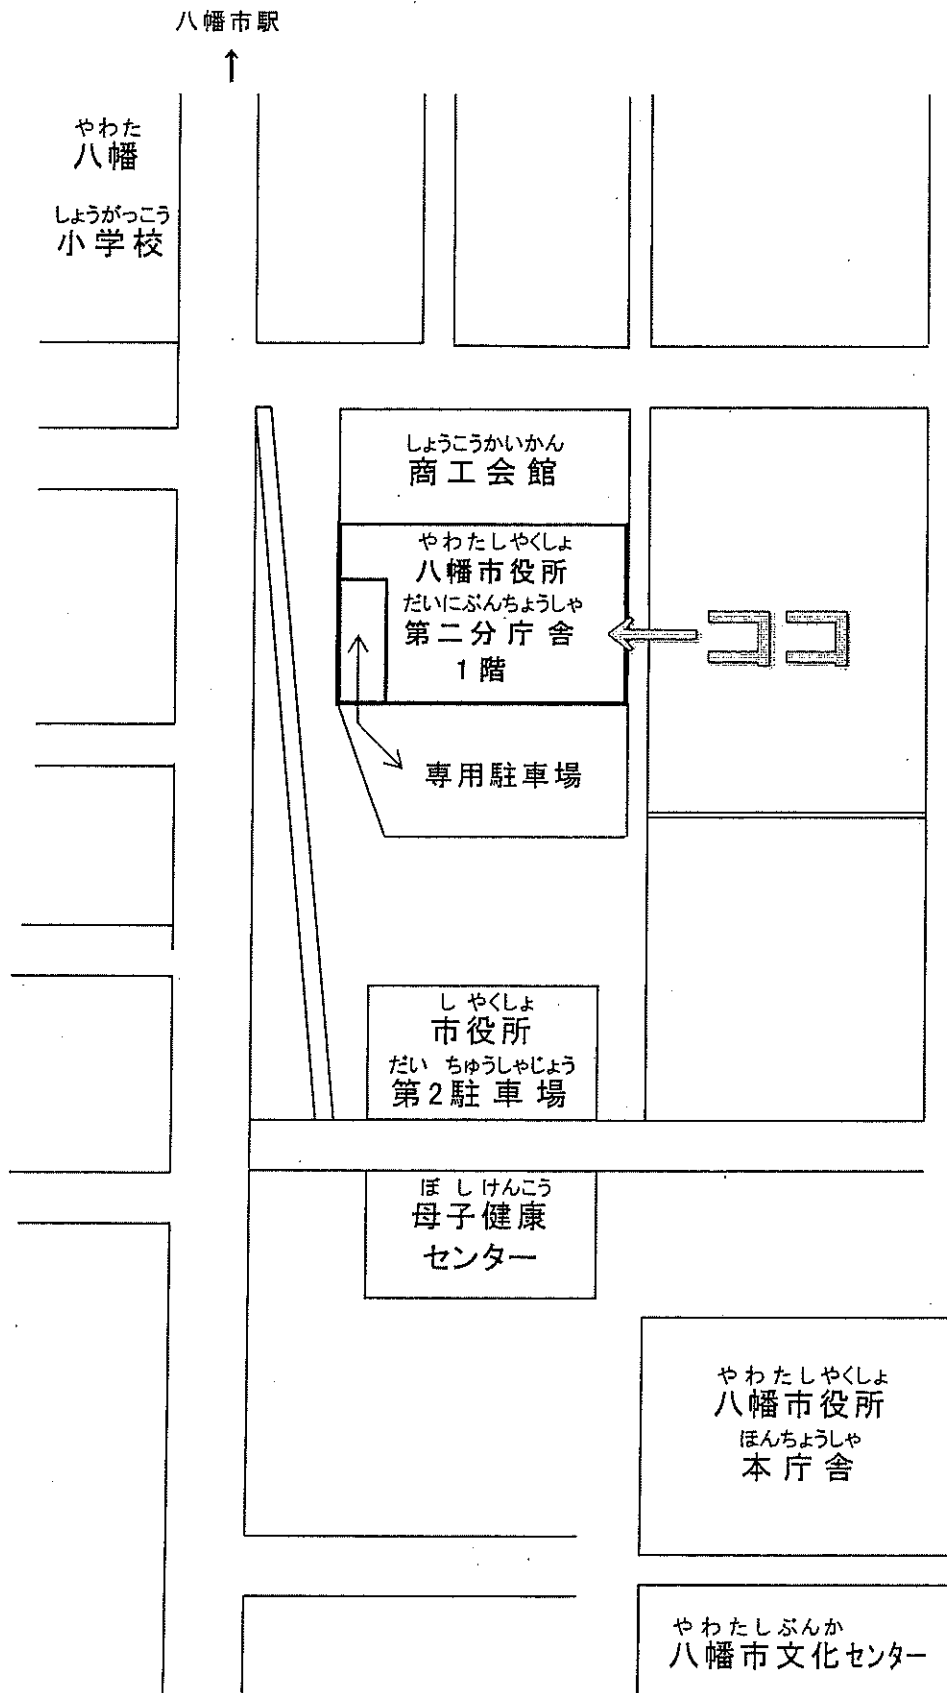 八幡市駅
↑
やわた
八幡
しょうがっこう
小学校
しょうこうかいかん
商工会館
やわたしやくしょ
八幡市役所
だいにぶんちょうしゃ
第二分庁舎
1階
ココ
専用駐車場
しやくしょ
市役所
だい ちゅうしゃじょう
第2駐車場
ぼしけんこう
母子健康
センター
やわたしやくしょ
八幡市役所
ほんちょうしゃ
本庁舎
やわたしぶんか
八幡市文化センター